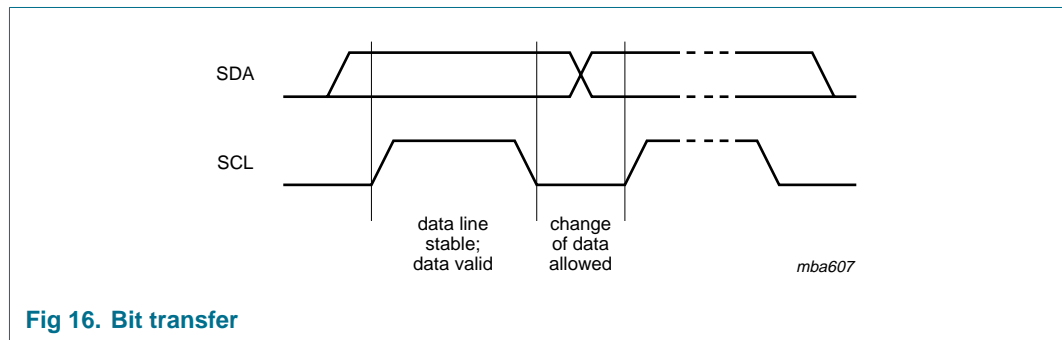 SDA
SCL
data line
stable;
data valid
change
of data
allowed
mba607
Fig 16. Bit transfer